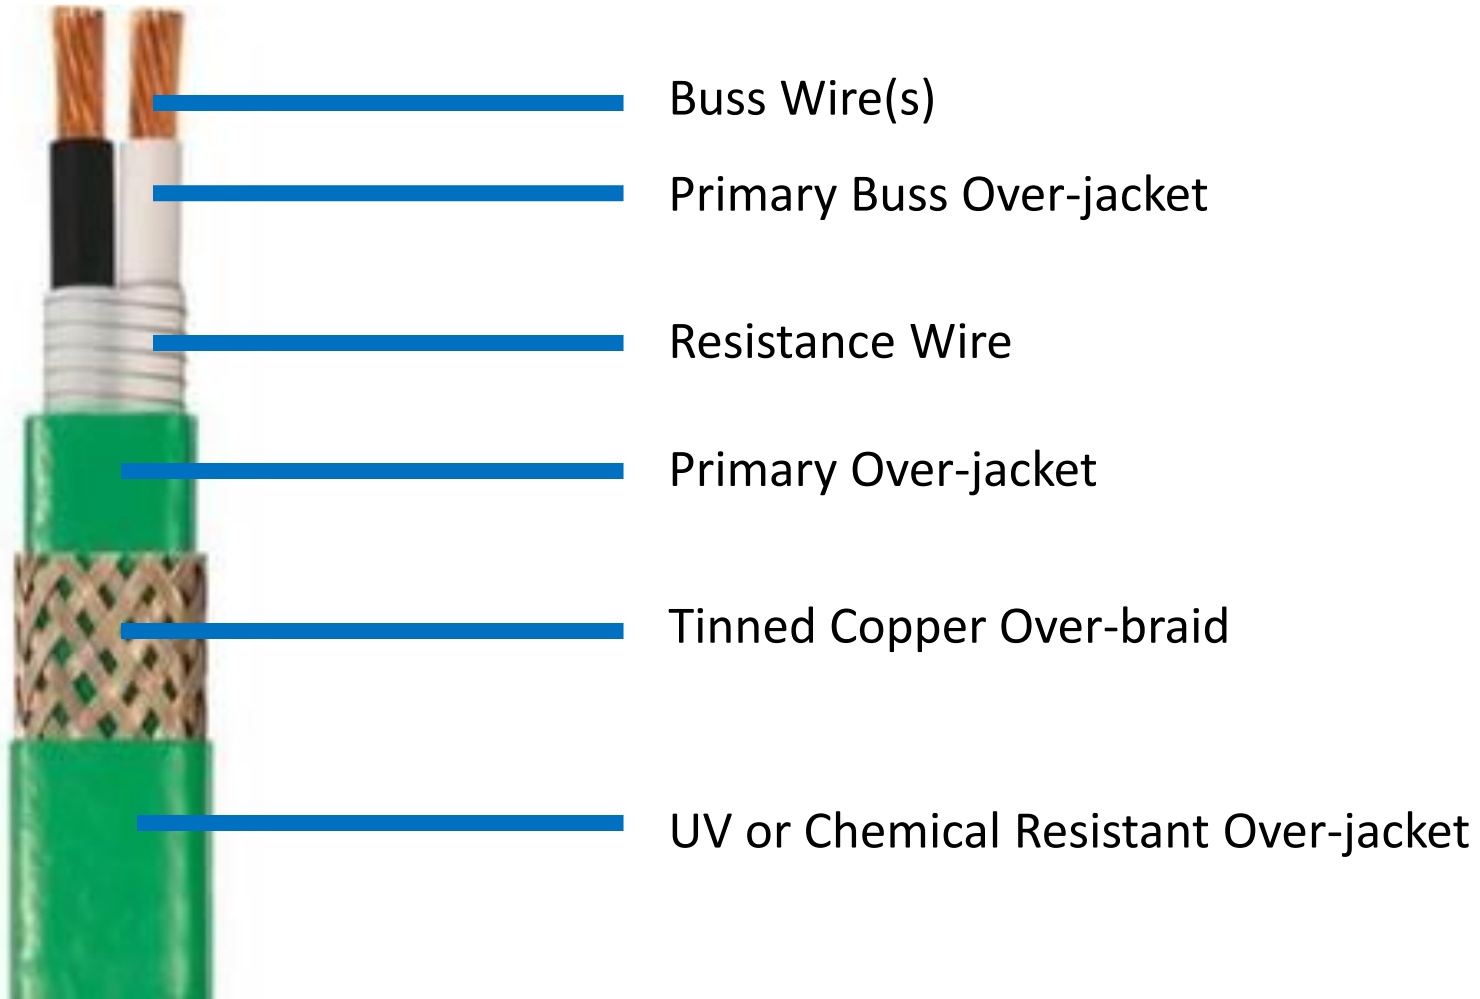 Buss Wire(s)
Primary Buss Over-jacket
Resistance Wire
Primary Over-jacket
Tinned Copper Over-braid
UV or Chemical Resistant Over-jacket